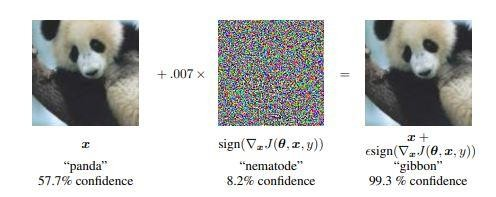 + .007 ×
=
x
sign(∇ₓJ(θ, x, y))
x +
ϵsign(∇ₓJ(θ, x, y))
“panda”
“nematode”
“gibbon”
57.7% confidence
8.2% confidence
99.3 % confidence